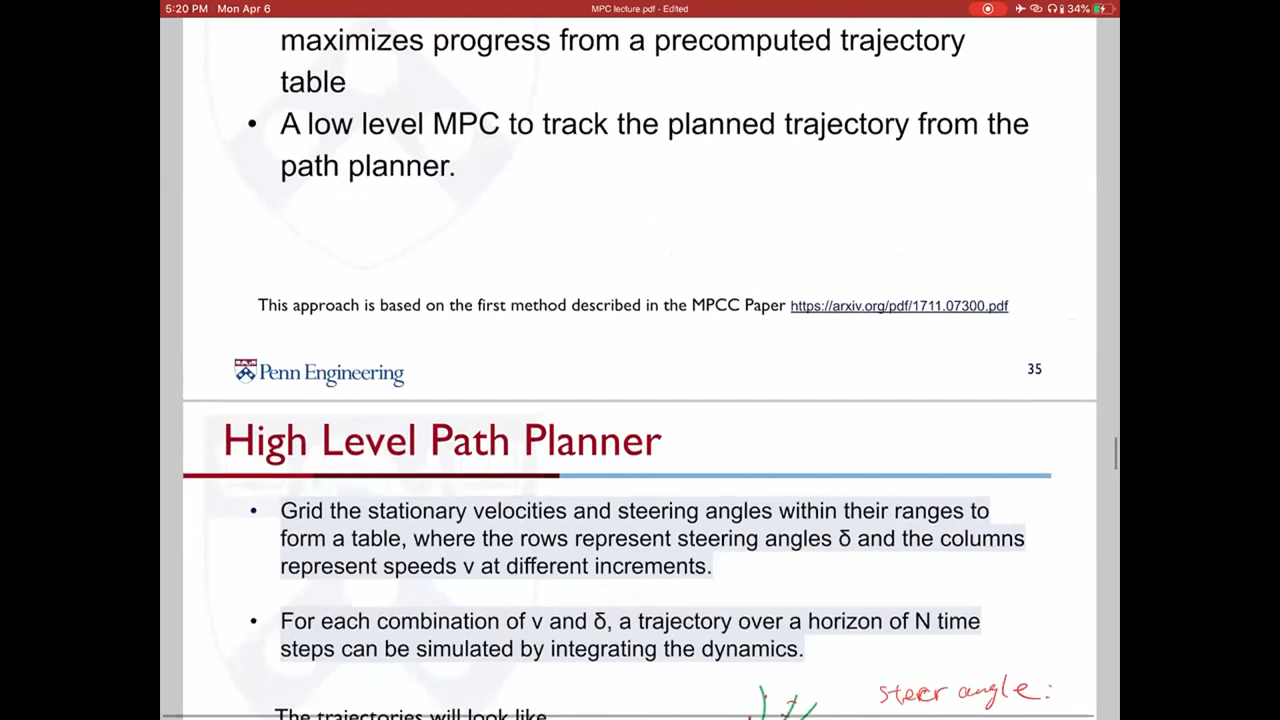 5:20 PM Mon Apr 6
MPC lecture.pdf - Edited
34%
maximizes progress from a precomputed trajectory
table
• A low level MPC to track the planned trajectory from the
path planner.
This approach is based on the first method described in the MPCC Paper https://arxiv.org/pdf/1711.07300.pdf
Penn Engineering
35
High Level Path Planner
• Grid the stationary velocities and steering angles within their ranges to
form a table, where the rows represent steering angles δ and the columns
represent speeds v at different increments.
• For each combination of v and δ, a trajectory over a horizon of N time
steps can be simulated by integrating the dynamics.
steer angle:
The trajectories will look like